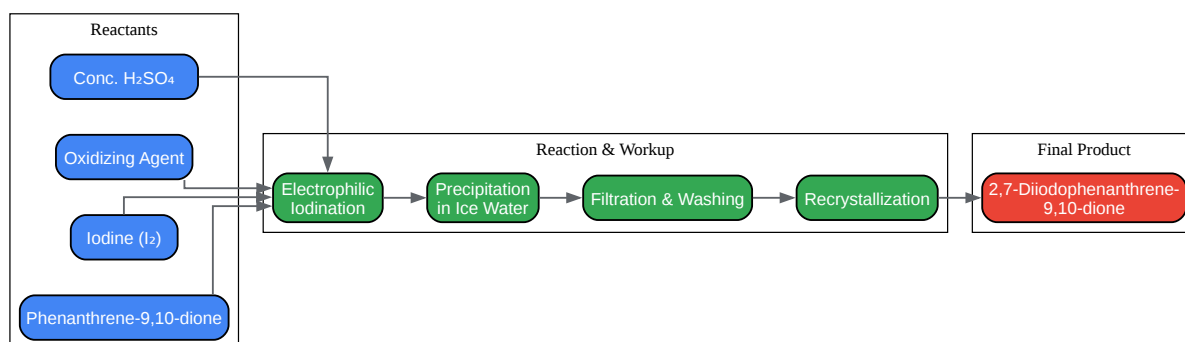 Reactants
Conc. H₂SO₄
Oxidizing Agent
Iodine (I₂)
Phenanthrene-9,10-dione
Reaction & Workup
Electrophilic
Iodination
Precipitation
in Ice Water
Filtration & Washing
Recrystallization
Final Product
2,7-Diiodophenanthrene-
9,10-dione